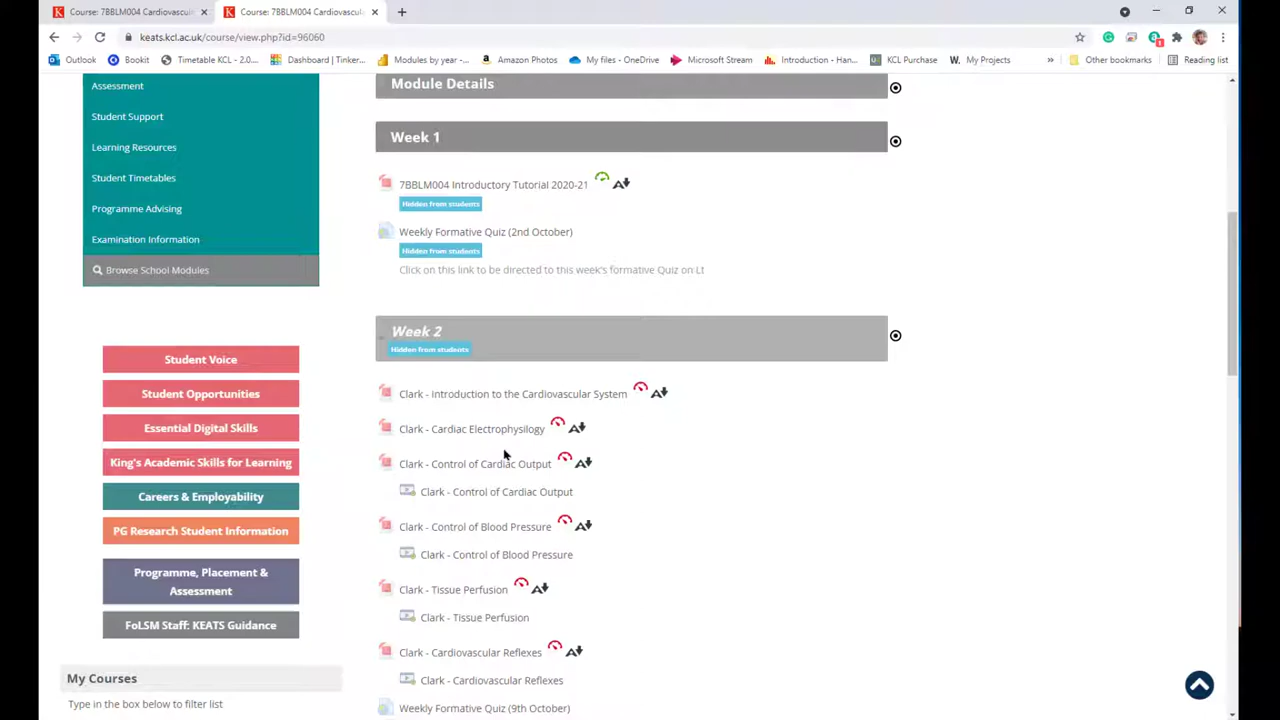 Course: 7BBLM004 Cardiovascul
Course: 7BBLM004 Cardiovascula
keats.kcl.ac.uk/course/view.php?id=96060
Outlook
Bookit
Timetable KCL - 2.0...
Dashboard | Tinker...
Modules by year -...
Amazon Photos
My files - OneDrive
Microsoft Stream
Introduction - Han...
KCL Purchase
W. My Projects
»
Other bookmarks
Reading list
Assessment
Student Support
Learning Resources
Student Timetables
Programme Advising
Examination Information
Browse School Modules
Student Voice
Student Opportunities
Essential Digital Skills
King's Academic Skills for Learning
Careers & Employability
PG Research Student Information
Programme, Placement &
Assessment
FoLSM Staff: KEATS Guidance
My Courses
Type in the box below to filter list
Module Details
Week 1
7BBLM004 Introductory Tutorial 2020-21
Hidden from students
Weekly Formative Quiz (2nd October)
Hidden from students
Click on this link to be directed to this week's formative Quiz on Lt
Week 2
Hidden from students
Clark - Introduction to the Cardiovascular System
Clark - Cardiac Electrophysilogy
Clark - Control of Cardiac Output
Clark - Control of Cardiac Output
Clark - Control of Blood Pressure
Clark - Control of Blood Pressure
Clark - Tissue Perfusion
Clark - Tissue Perfusion
Clark - Cardiovascular Reflexes
Clark - Cardiovascular Reflexes
Weekly Formative Quiz (9th October)